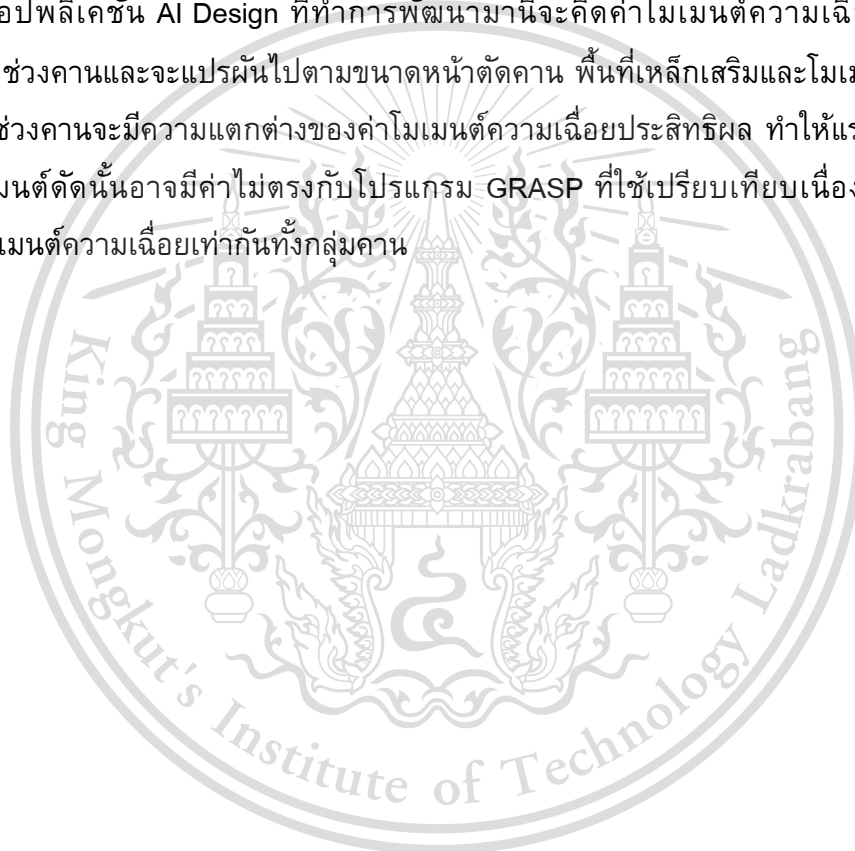 อปพลิเคชัน AI Design ที่ทำการพัฒนามานี้จะคิดค่าโมเมนต์ความเฉื่
ช่วงคานและจะแปรผันไปตามขนาดหน้าตัดคาน พื้นที่เหล็กเสริมและโมเม
ช่วงคานจะมีความแตกต่างของค่าโมเมนต์ความเฉื่อยประสิทธิผล ทำให้แร
มนต์ดัดนั้นอาจมีค่าไม่ตรงกับโปรแกรม GRASP ที่ใช้เปรียบเทียบเนื่อง
เมนต์ความเฉื่อยเท่ากันทั้งกลุ่มคาน
King Mongkut's Institute of Technology Ladkrabang